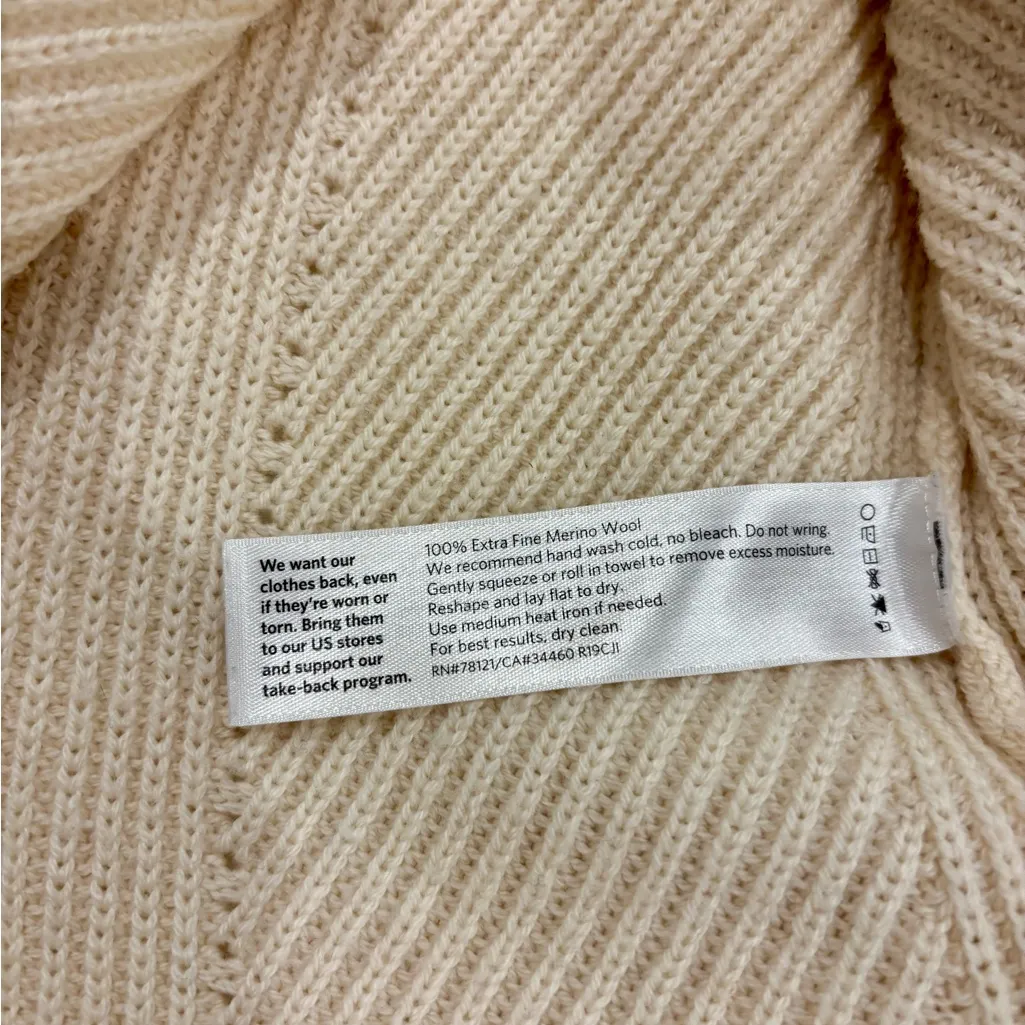 We want our
clothes back, even
if they're worn or
torn. Bring them
to our US stores
and support our
take-back program.
100% Extra Fine Merino Wool
We recommend hand wash cold, no bleach. Do not wring.
Gently squeeze or roll in towel to remove excess moisture.
Reshape and lay flat to dry.
Use medium heat iron if needed.
For best results, dry clean.
RN#78121/CA#34460 R19CJI